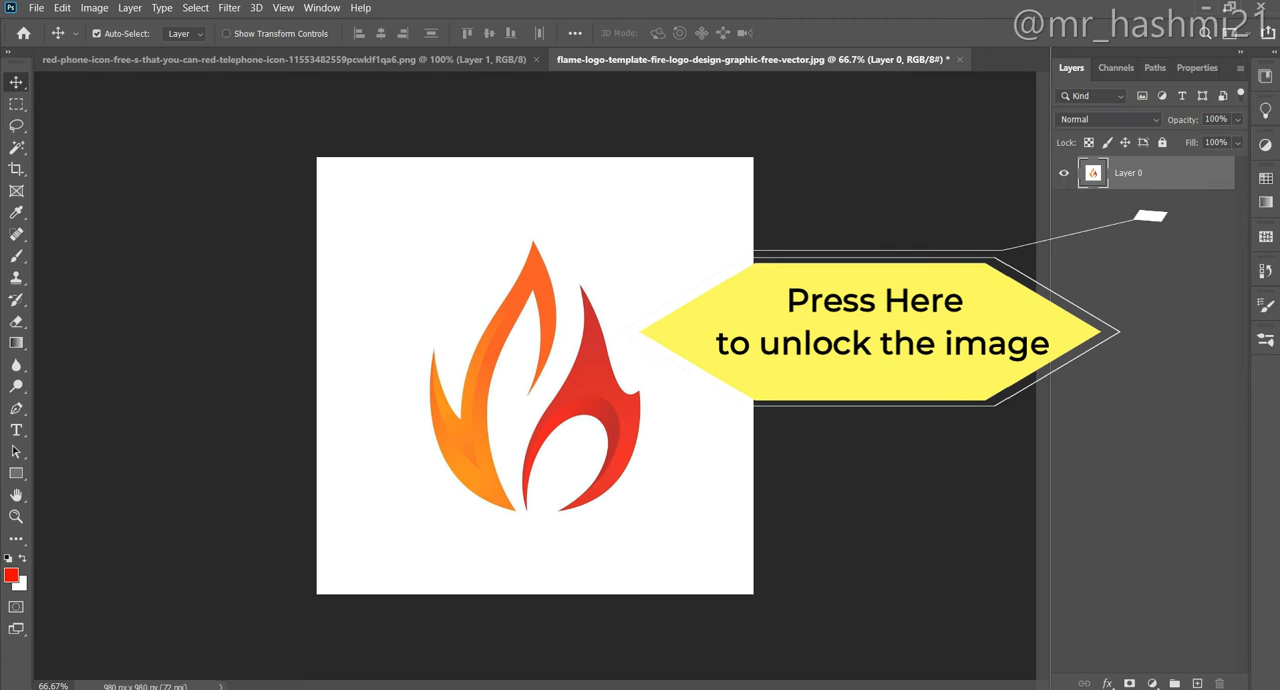 Ps File Edit Image Layer Type Select Filter 3D View Window Help
@mr_hashmi21
Auto-Select: Layer Show Transform Controls 3D Mode:
red-phone-icon-free-s-that-you-can-red-telephone-icon-11553482559pcwklf1qa6.png @ 100% (Layer 1, RGB/8) × flame-logo-template-fire-logo-design-graphic-free-vector.jpg @ 66.7% (Layer 0, RGB/8#) * ×
Layers Channels Paths Properties
Kind
Normal Opacity: 100%
Lock: Fill: 100%
Layer 0
Press Here
to unlock the image
66.67% 980 px x 980 px (72 ppi)